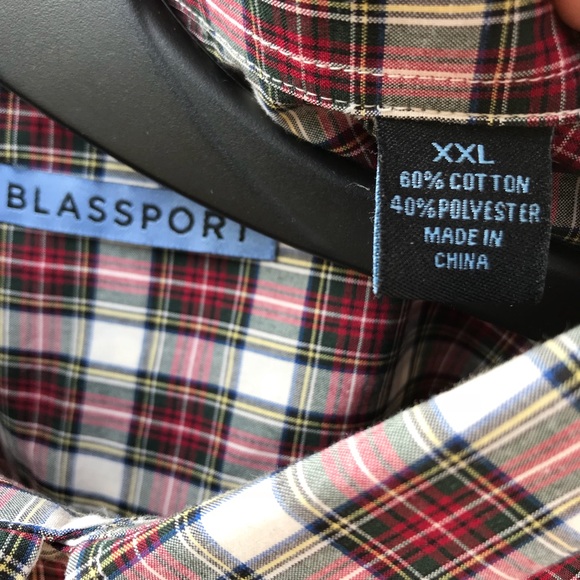 BLASSPORT
XXL
60% COTTON
40% POLYESTER
MADE IN
CHINA